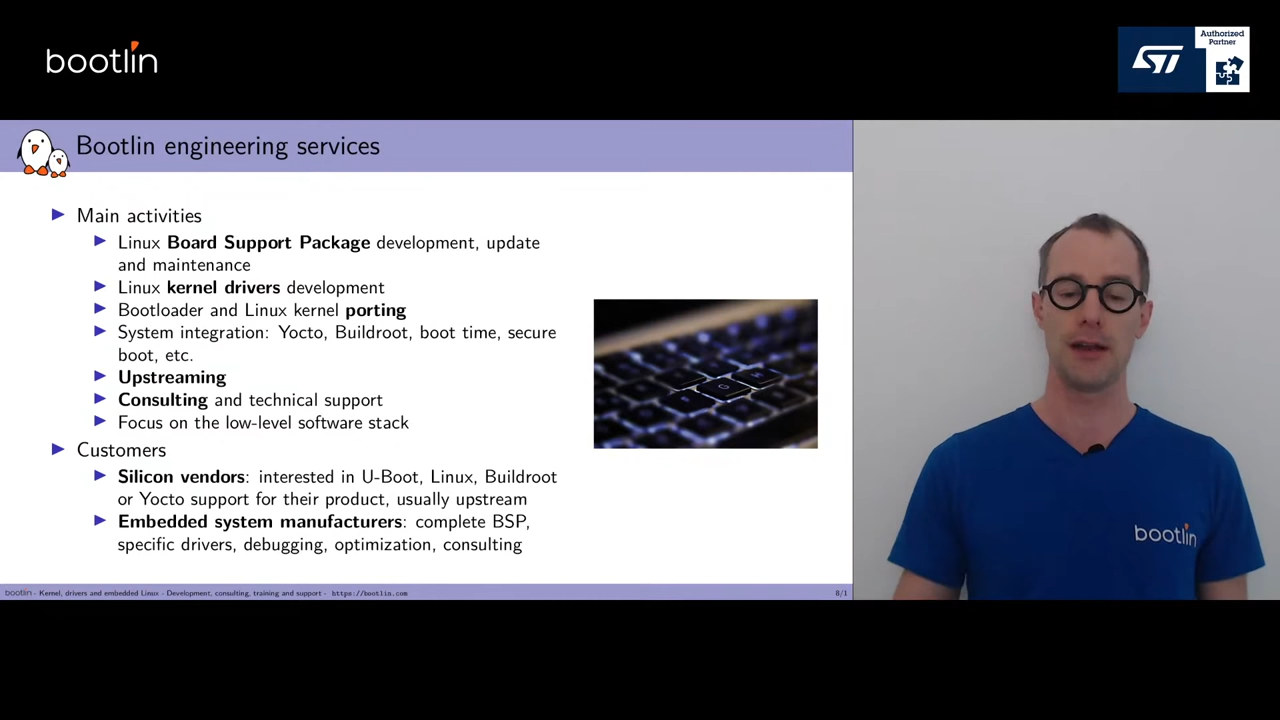 bootlin
ST
Authorized
Partner
Bootlin engineering services
Main activities
Linux Board Support Package development, update
and maintenance
Linux kernel drivers development
Bootloader and Linux kernel porting
System integration: Yocto, Buildroot, boot time, secure
boot, etc.
Upstreaming
Consulting and technical support
Focus on the low-level software stack
Customers
Silicon vendors: interested in U-Boot, Linux, Buildroot
or Yocto support for their product, usually upstream
Embedded system manufacturers: complete BSP,
specific drivers, debugging, optimization, consulting
bootlin - Kernel, drivers and embedded Linux - Development, consulting, training and support - https://bootlin.com
8/1
bootlin